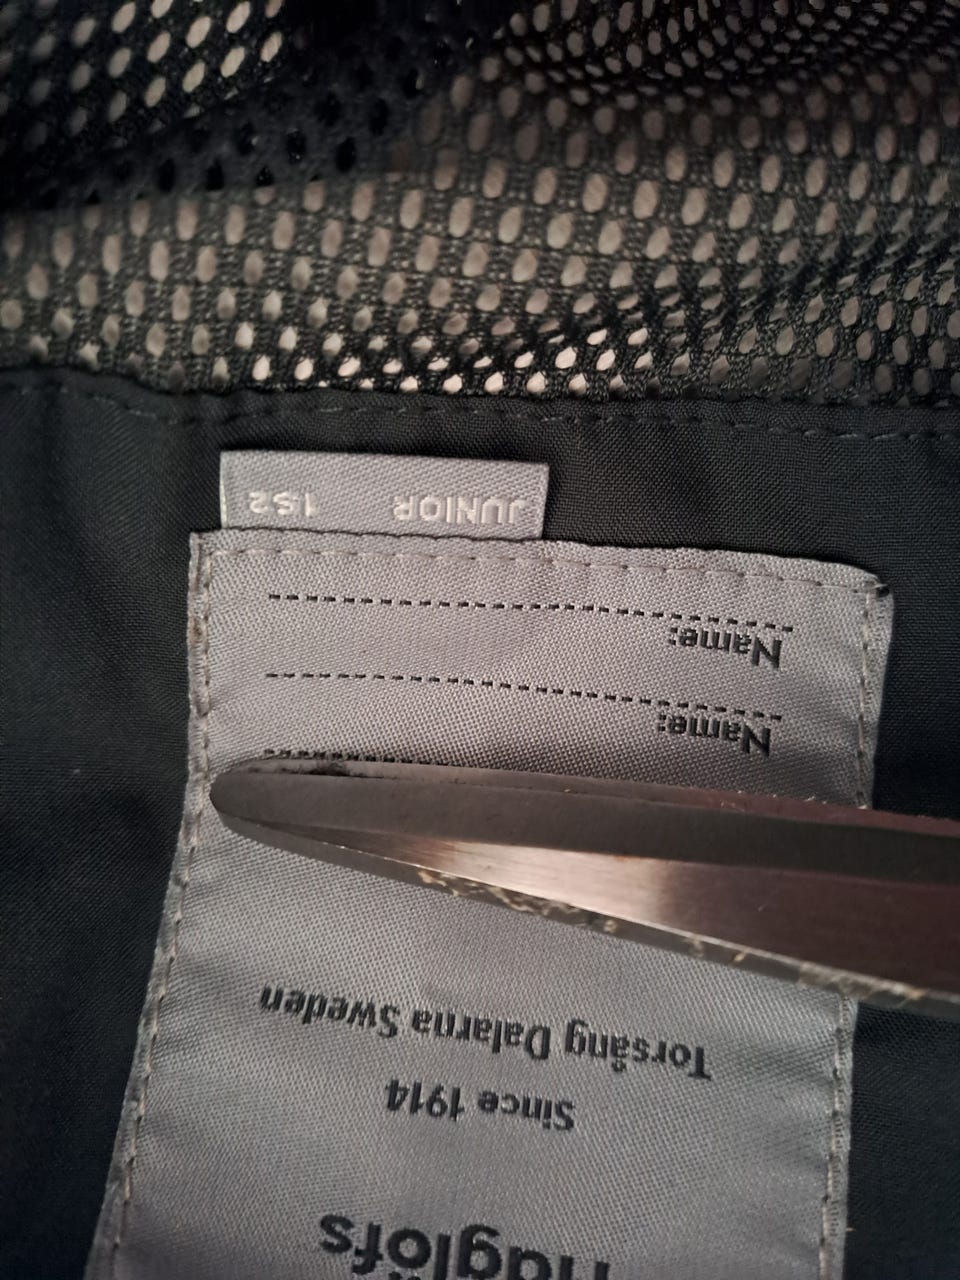 Haglöfs
Since 1914
Torsång Dalarna Sweden
Name:
Name:
JUNIOR 152